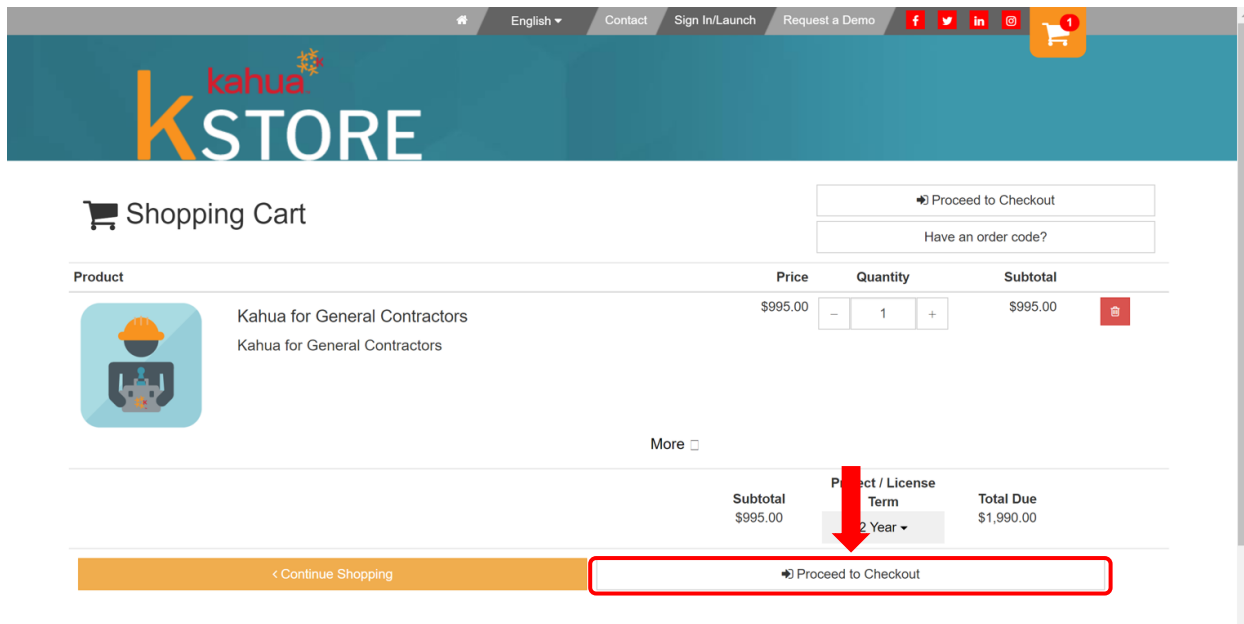 English
Contact
Sign In/Launch
Request a Demo
1
kahua
KSTORE
Shopping Cart
Proceed to Checkout
Have an order code?
Product Price Quantity Subtotal
Kahua for General Contractors $995.00 - 1 + $995.00
Kahua for General Contractors
More
Subtotal Project / License Term Total Due
$995.00 2 Year $1,990.00
< Continue Shopping
Proceed to Checkout